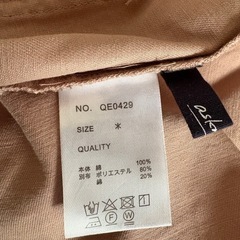 NO. QE0429
SIZE ＊
QUALITY
本体 綿 100%
別布 ポリエステル 80%
綿 20%